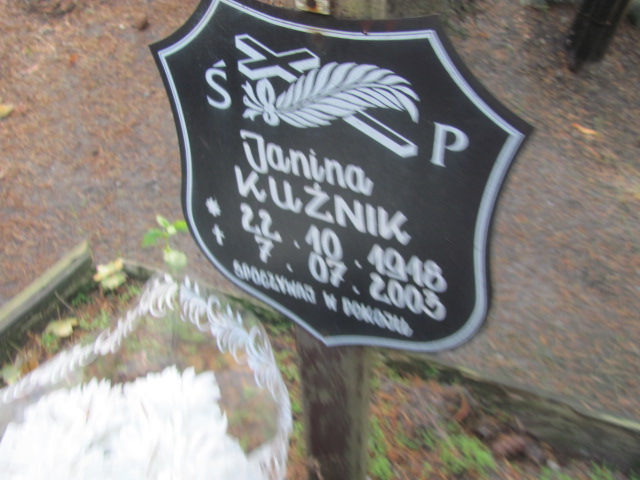 Ś P
Janina
KUŹNIK
* 22.10.1918
† 7.07.2003
SPOCZYWAJ W POKOJU